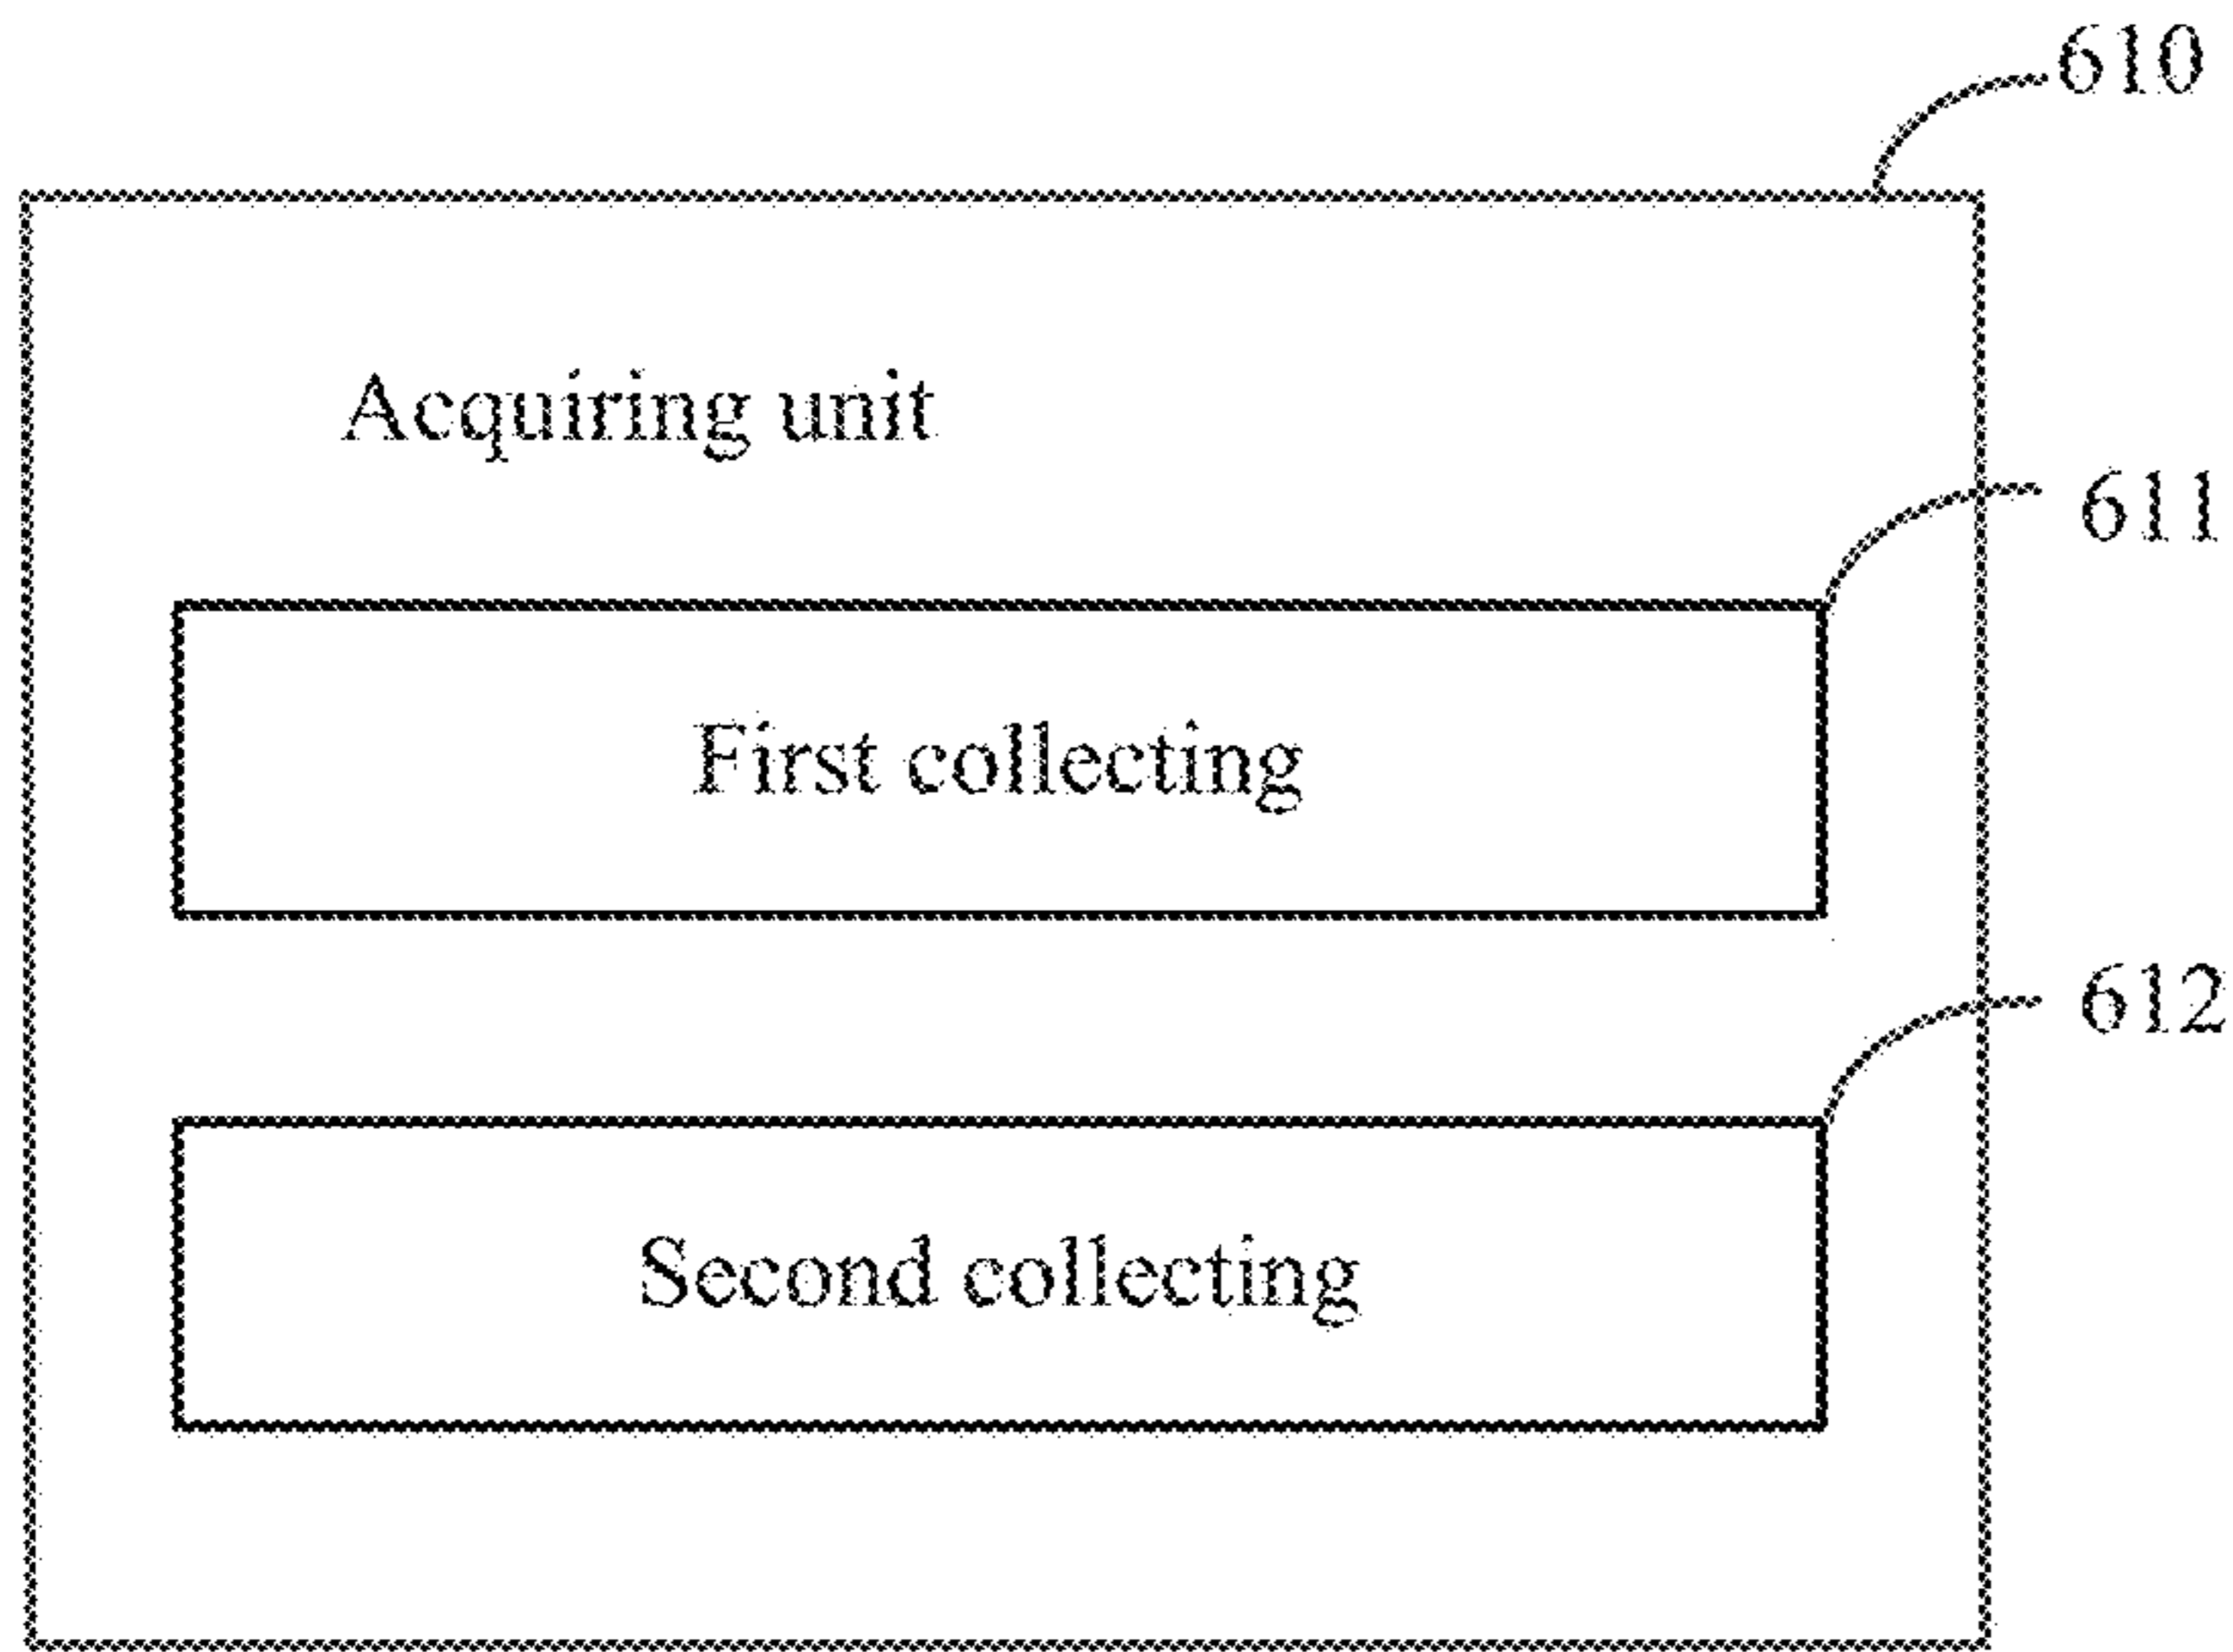 610
Acquiring unit
611
First collecting
612
Second collecting